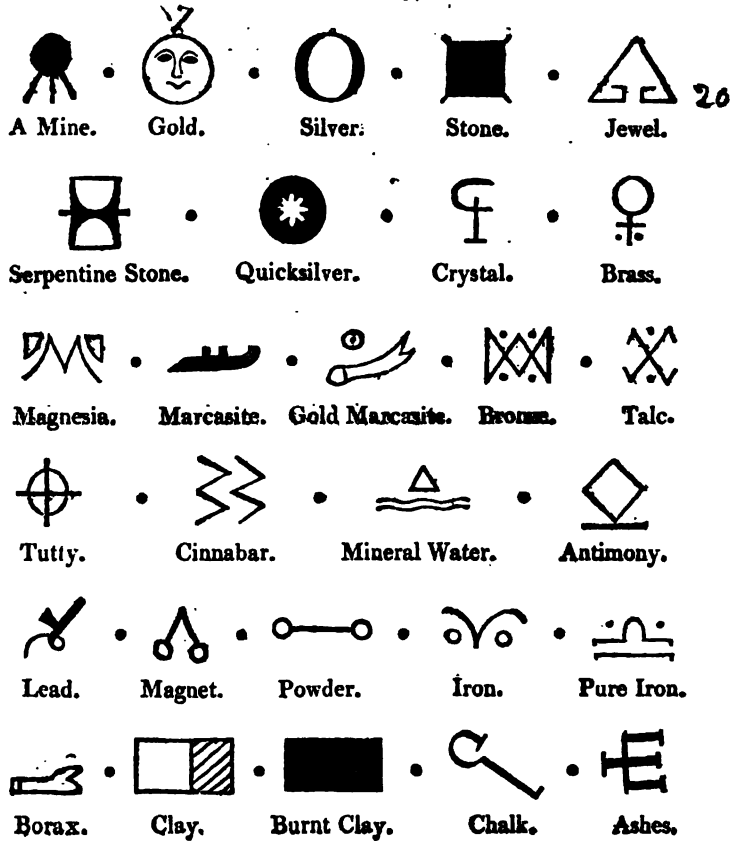 A Mine. Gold. Silver. Stone. Jewel. 20
Serpentine Stone. Quicksilver. Crystal. Brass.
Magnesia. Marcasite. Gold Marcasite. Bronze. Talc.
Tutty. Cinnabar. Mineral Water. Antimony.
Lead. Magnet. Powder. Iron. Pure Iron.
Borax. Clay. Burnt Clay. Chalk. Ashes.